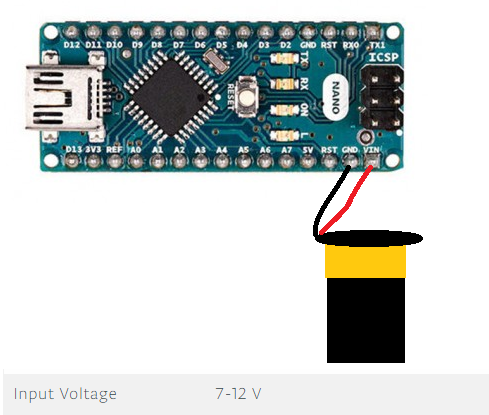 D12 D11 D10 D9 D8 D7 D6 D5 D4 D3 D2 GND RST RX0 TX1
TX
RX
ON
L
RESET
NANO
ICSP
D13 3V3 REF A0 A1 A2 A3 A4 A5 A6 A7 5V RST GND VIN
Input Voltage 7-12 V